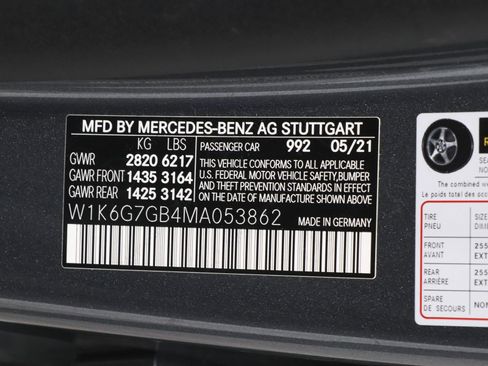 MFD BY MERCEDES-BENZ AG STUTTGART
KG LBS PASSENGER CAR 992 05/21
GVWR 2820 6217
GAWR FRONT 1435 3164
GAWR REAR 1425 3142
THIS VEHICLE CONFORMS TO ALL APPLICABLE
U.S. FEDERAL MOTOR VEHICLE SAFETY, BUMPER,
AND THEFT PREVENTION STANDARDS IN EFFECT
ON THE DATE OF MANUFACTURE SHOWN ABOVE
W1K6G7GB4MA053862
MADE IN GERMANY
The combined
Le poids total des
TIRE
PNEU
FRONT
AVANT
REAR
ARRIÈRE
SPARE
DE SECOURS